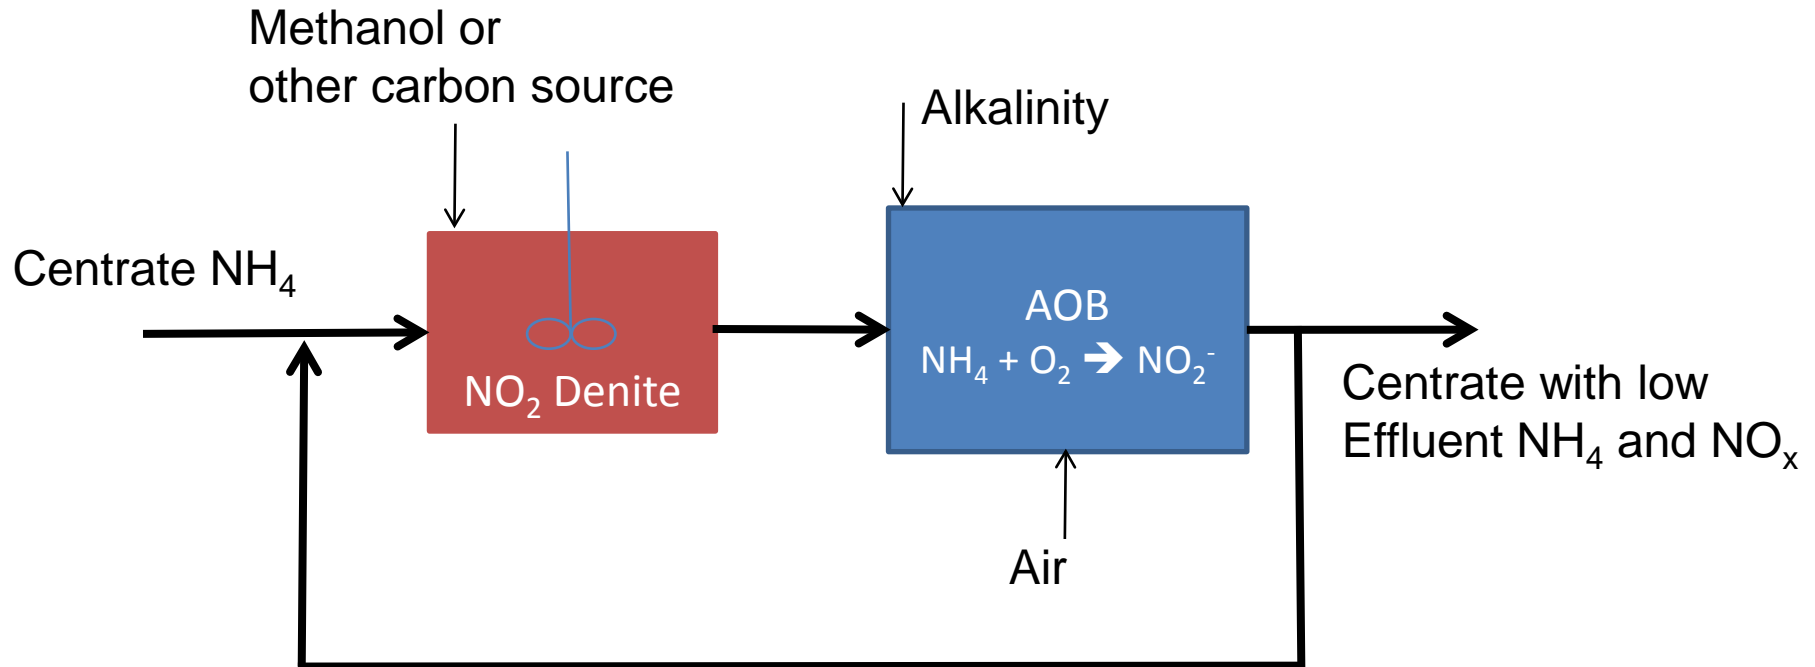 Methanol or
other carbon source
Alkalinity
Centrate NH₄
NO₂ Denite
AOB
NH₄ + O₂ ➔ NO₂⁻
Centrate with low
Effluent NH₄ and NOₓ
Air